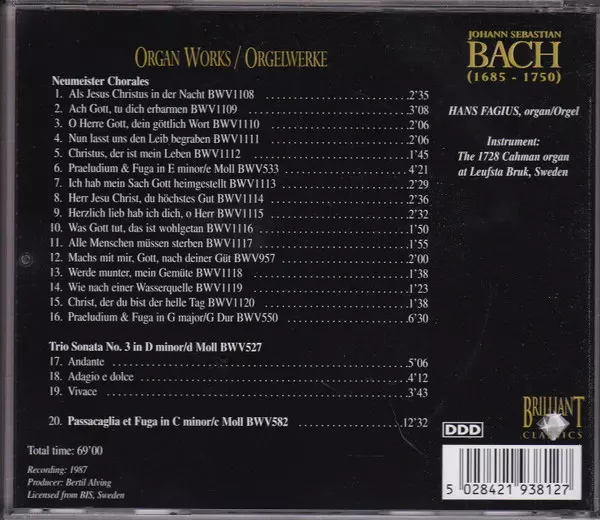 ORGAN WORKS / ORGELWERKE
Neumeister Chorales
1. Als Jesus Christus in der Nacht BWV1108 2'35
2. Ach Gott, tu dich erbarmen BWV1109 3'08
3. O Herre Gott, dein göttlich Wort BWV1110 2'06
4. Nun lasst uns den Leib begraben BWV1111 2'06
5. Christus, der ist mein Leben BWV1112 1'45
6. Praeludium & Fuga in E minor/e Moll BWV533 4'21
7. Ich hab mein Sach Gott heimgestellt BWV1113 2'29
8. Herr Jesu Christ, du höchstes Gut BWV1114 2'36
9. Herzlich lieb hab ich dich, o Herr BWV1115 2'32
10. Was Gott tut, das ist wohlgetan BWV1116 1'50
11. Alle Menschen müssen sterben BWV1117 1'55
12. Machs mit mir, Gott, nach deiner Güt BWV957 2'00
13. Werde munter, mein Gemüte BWV1118 1'38
14. Wie nach einer Wasserquelle BWV1119 1'23
15. Christ, der du bist der helle Tag BWV1120 1'38
16. Praeludium & Fuga in G major/G Dur BWV550 6'30
Trio Sonata No. 3 in D minor/d Moll BWV527
17. Andante 5'06
18. Adagio e dolce 4'12
19. Vivace 3'43
20. Passacaglia et Fuga in C minor/c Moll BWV582 12'32
Total time: 69'00
Recording: 1987
Producer: Bertil Alving
Licensed from BIS, Sweden
JOHANN SEBASTIAN
BACH
(1685 - 1750)
HANS FAGIUS, organ/Orgel
Instrument:
The 1728 Cahman organ
at Leufsta Bruk, Sweden
DDD
BRILLIANT
CLASSICS
5 028421 938127